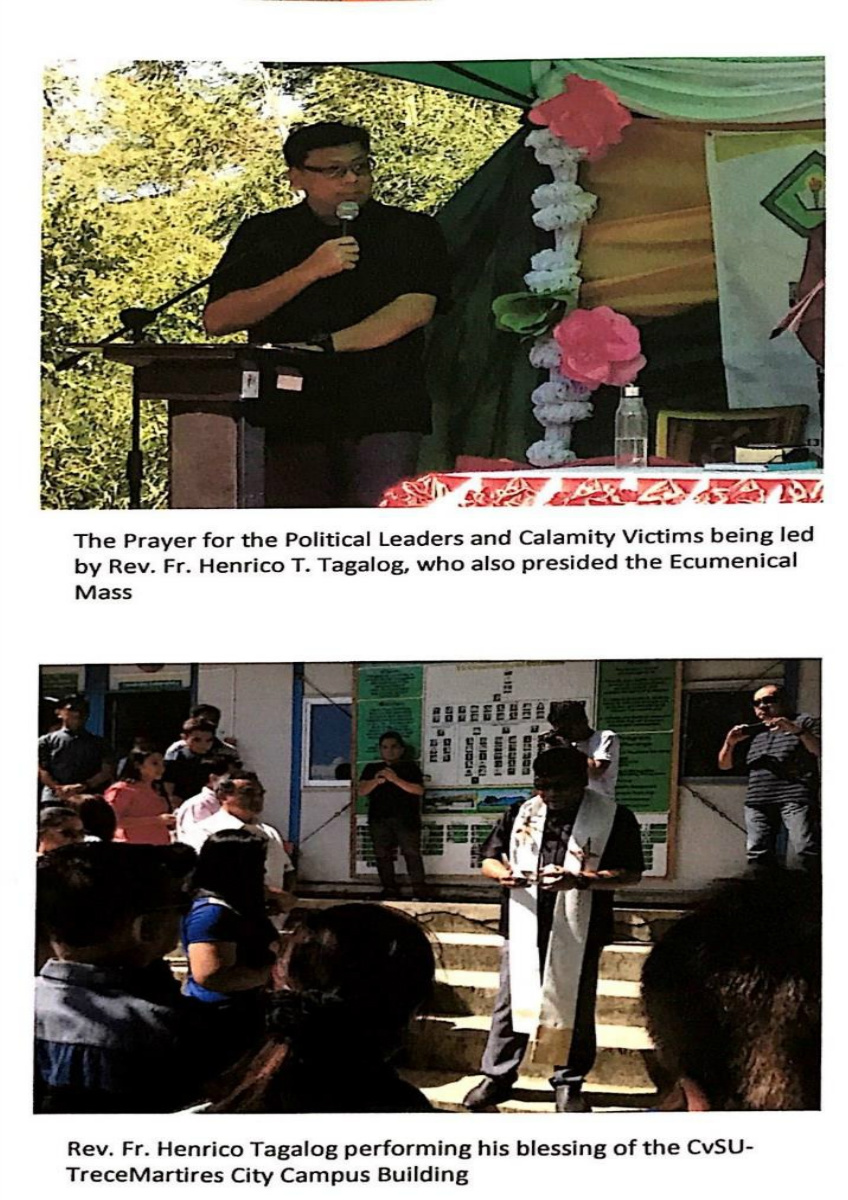 The Prayer for the Political Leaders and Calamity Victims being led
by Rev. Fr. Henrico T. Tagalog, who also presided the Ecumenical
Mass
Rev. Fr. Henrico Tagalog performing his blessing of the CvSU-
TreceMartires City Campus Building